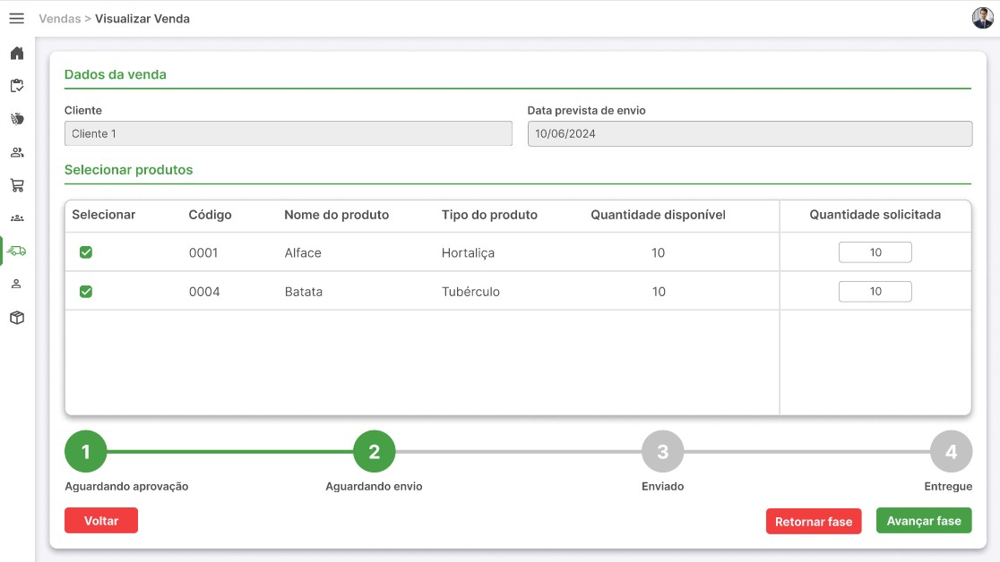 Vendas > Visualizar Venda
Dados da venda
Cliente
Data prevista de envio
Cliente 1
10/06/2024
Selecionar produtos
Selecionar Código Nome do produto Tipo do produto Quantidade disponível Quantidade solicitada
0001 Alface Hortaliça 10 10
0004 Batata Tubérculo 10 10
1 2 3 4
Aguardando aprovação Aguardando envio Enviado Entregue
Voltar Retornar fase Avançar fase